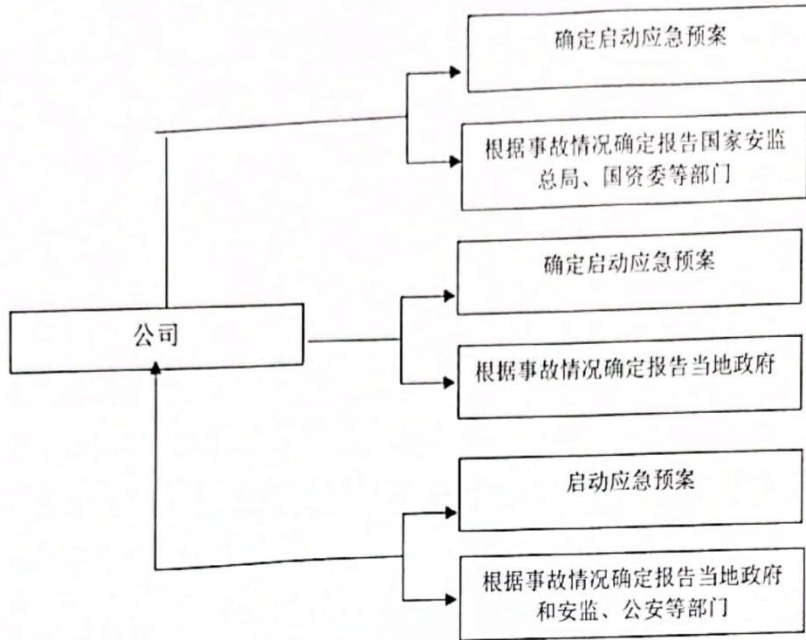 确定启动应急预案
根据事故情况确定报告国家安监
总局、国资委等部门
确定启动应急预案
公司
根据事故情况确定报告当地政府
启动应急预案
根据事故情况确定报告当地政府
和安监、公安等部门